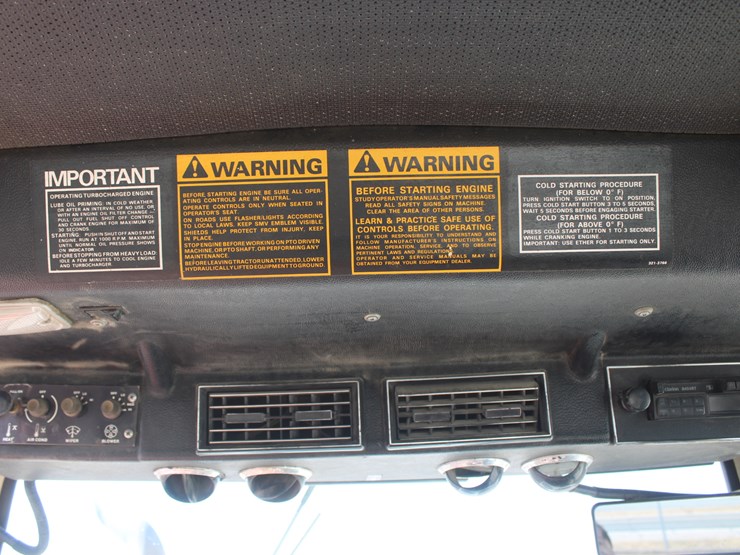 IMPORTANT
OPERATING TURBOCHARGED ENGINE
LUBE OIL PRIMING: IN COLD WEATHER
OR AFTER AN INTERVAL OF NO USE, OR
WITH AN ENGINE OIL FILTER CHANGE —
PULL OUT FUEL SHUT OFF CONTROL
AND CRANK ENGINE FOR MAXIMUM
30 SECONDS
STARTING: PUSH IN SHUT OFF AND START
ENGINE, RUN AT 1000 R.P.M. MAXIMUM
UNTIL NORMAL OIL PRESSURE SHOWS
ON INDICATOR
BEFORE STOPPING FROM HEAVY LOAD
IDLE A FEW MINUTES TO COOL ENGINE
AND TURBOCHARGER
WARNING
BEFORE STARTING ENGINE BE SURE ALL OPER-
ATING CONTROLS ARE IN NEUTRAL.
OPERATE CONTROLS ONLY WHEN SEATED IN
OPERATOR'S SEAT.
ON ROADS USE FLASHER LIGHTS ACCORDING
TO LOCAL LAWS. KEEP SMV EMBLEM VISIBLE.
SHIELDS HELP PROTECT FROM INJURY, KEEP
IN PLACE.
STOP ENGINE BEFORE WORKING ON PTO DRIVEN
MACHINE, OR PTO SHAFT, OR PERFORMING ANY
MAINTENANCE.
BEFORE LEAVING TRACTOR UNATTENDED, LOWER
HYDRAULICALLY LIFTED EQUIPMENT TO GROUND
WARNING
BEFORE STARTING ENGINE
STUDY OPERATOR'S MANUAL SAFETY MESSAGES
READ ALL SAFETY SIGNS ON MACHINE.
CLEAR THE AREA OF OTHER PERSONS.
LEARN & PRACTICE SAFE USE OF
CONTROLS BEFORE OPERATING.
IT IS YOUR RESPONSIBILITY TO UNDERSTAND AND
FOLLOW MANUFACTURER'S INSTRUCTIONS, ON
MACHINE OPERATION, SERVICE, AND TO OBSERVE
PERTINENT LAWS AND REGULATIONS.
OPERATOR AND SERVICE MANUALS MAY BE
OBTAINED FROM YOUR EQUIPMENT DEALER.
COLD STARTING PROCEDURE
(FOR BELOW 0° F)
TURN IGNITION SWITCH TO ON POSITION,
PRESS COLD START BUTTON 3 TO 5 SECONDS,
WAIT 5 SECONDS BEFORE ENGAGING STARTER.
COLD STARTING PROCEDURE
(FOR ABOVE 0° F)
PRESS COLD START BUTTON 1 TO 3 SECONDS
WHILE CRANKING ENGINE.
IMPORTANT: USE ETHER FOR STARTING ONLY.
HEAT
AIR COND
WIPER
BLOWER